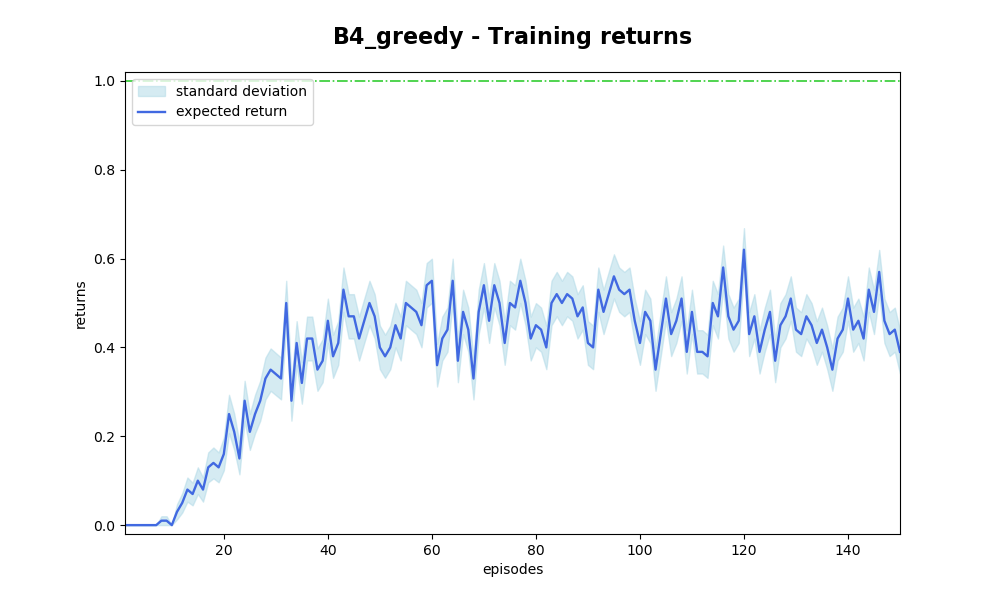 B4_greedy - Training returns
1.0
0.8
0.6
0.4
0.2
0.0
returns
standard deviation
expected return
20 40 60 80 100 120 140
episodes